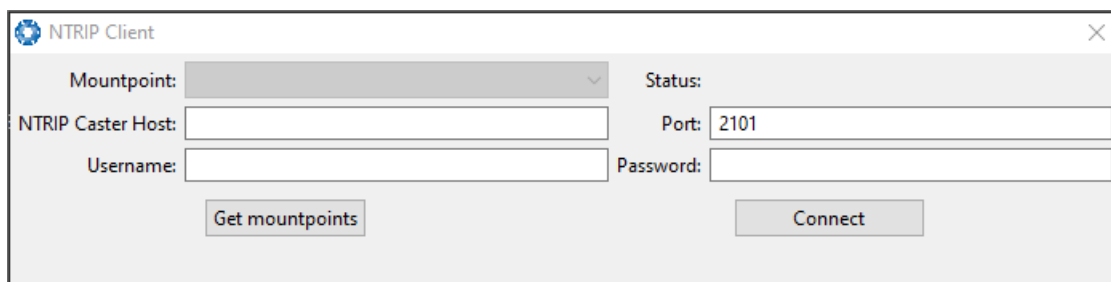 NTRIP Client
Mountpoint: Status:
NTRIP Caster Host: Port: 2101
Username: Password:
Get mountpoints Connect